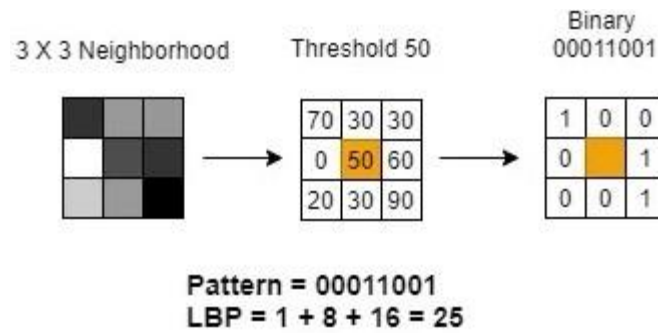 3 X 3 Neighborhood
Threshold 50
Binary
00011001
70 30 30
0 50 60
20 30 90
1 0 0
0 1
0 0 1
Pattern = 00011001
LBP = 1 + 8 + 16 = 25